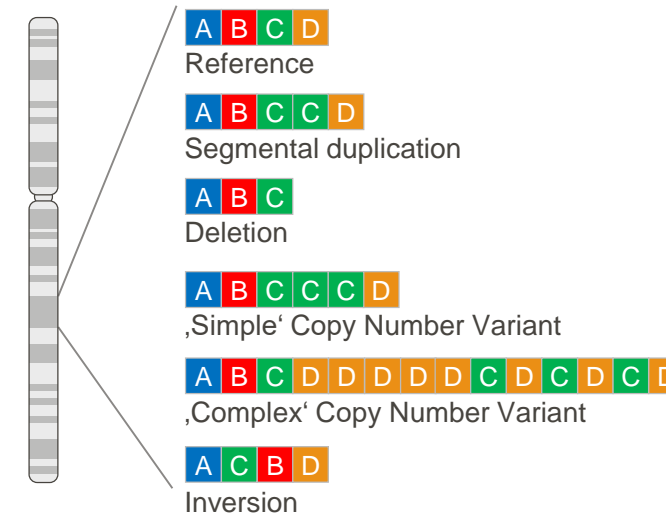 A B C D
Reference
A B C C D
Segmental duplication
A B C
Deletion
A B C C C D
‚Simple‘ Copy Number Variant
A B C D D D D D C D C D C D
‚Complex‘ Copy Number Variant
A C B D
Inversion